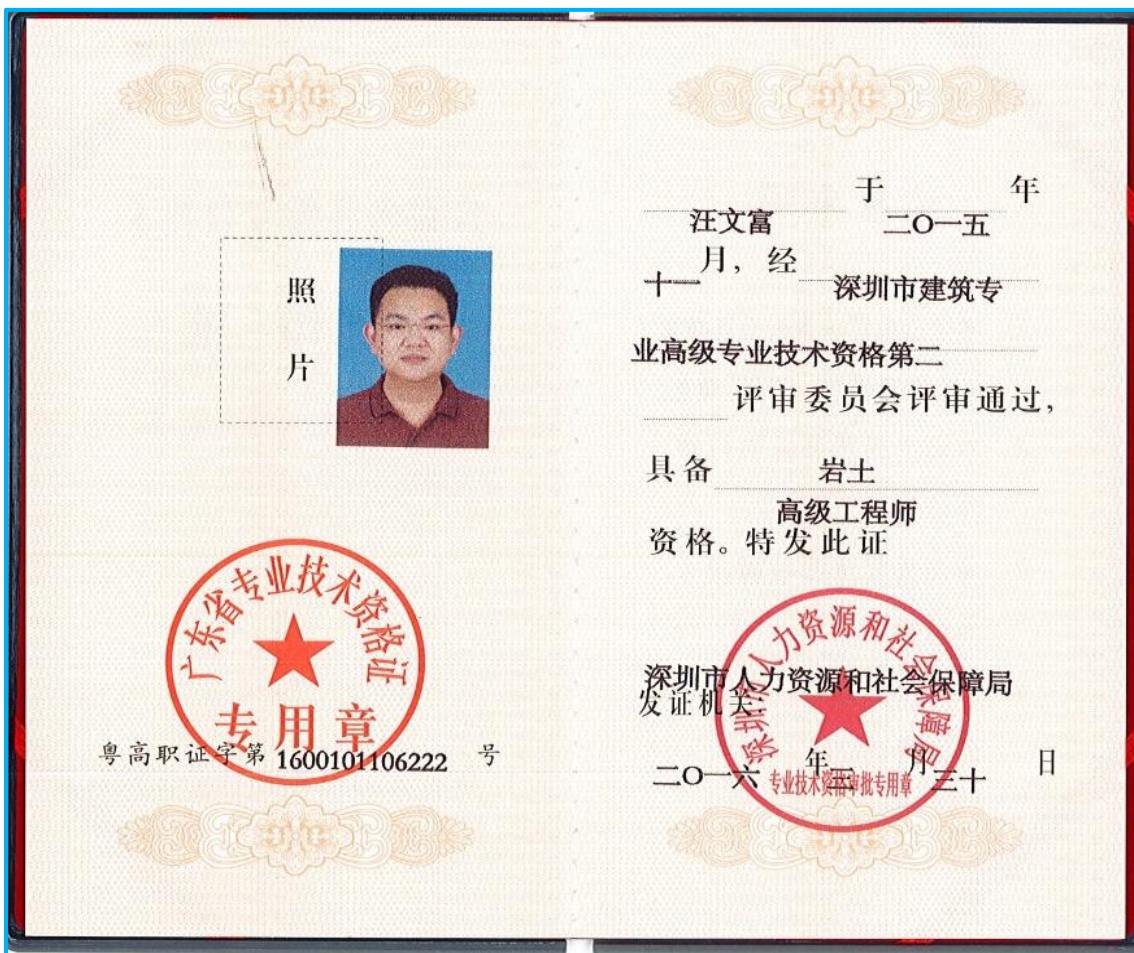 照
片
广东省专业技术资格证
专用章
粤高职证字第 1600101106222 号
汪文富 于 二〇一五 年
十一 月，经 深圳市建筑专
业高级专业技术资格第二
评审委员会评审通过，
具备 岩土
高级工程师
资格。特发此证
深圳市人力资源和社会保障局
深圳市人力资源和社会保障局
发证机关：
二〇一六 年 三 月 三十 日
专业技术资格审批专用章